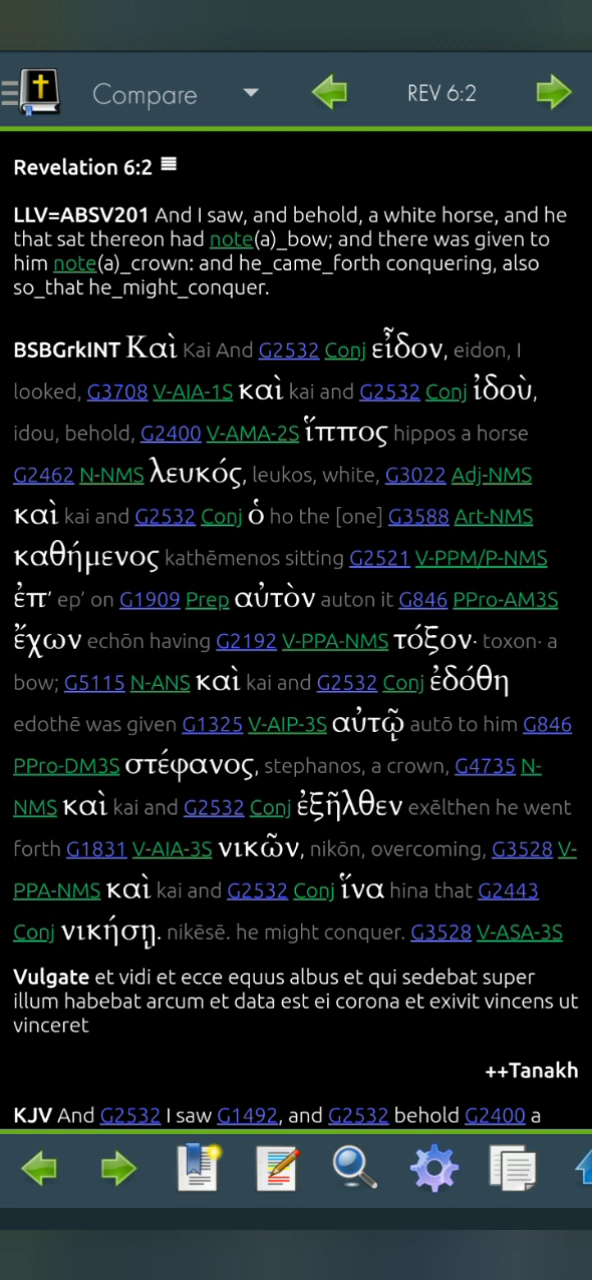 Compare
REV 6:2
Revelation 6:2
LLV=ABSV201 And I saw, and behold, a white horse, and he
that sat thereon had note(a)_bow; and there was given to
him note(a)_crown: and he_came_forth conquering, also
so_that he_might_conquer.
BSBGrkINT Καὶ Kai And G2532 Conj εἶδον, eidon, I
looked, G3708 V-AIA-1S καὶ kai and G2532 Conj ἰδοὺ,
idou, behold, G2400 V-AMA-2S ἵππος hippos a horse
G2462 N-NMS λευκός, leukos, white, G3022 Adj-NMS
καὶ kai and G2532 Conj ὁ ho the [one] G3588 Art-NMS
καθήμενος kathēmenos sitting G2521 V-PPM/P-NMS
ἐπ’ ep’ on G1909 Prep αὐτὸν auton it G846 PPro-AM3S
ἔχων echōn having G2192 V-PPA-NMS τόξον· toxon· a
bow; G5115 N-ANS καὶ kai and G2532 Conj ἐδόθη
edothē was given G1325 V-AIP-3S αὐτῷ autō to him G846
PPro-DM3S στέφανος, stephanos, a crown, G4735 N-
NMS καὶ kai and G2532 Conj ἐξῆλθεν exēlthen he went
forth G1831 V-AIA-3S νικῶν, nikōn, overcoming, G3528 V-
PPA-NMS καὶ kai and G2532 Conj ἵνα hina that G2443
Conj νικήσῃ. nikēsē. he might conquer. G3528 V-ASA-3S
Vulgate et vidi et ecce equus albus et qui sedebat super
illum habebat arcum et data est ei corona et exivit vincens ut
vinceret
++Tanakh
KJV And G2532 I saw G1492, and G2532 behold G2400 a